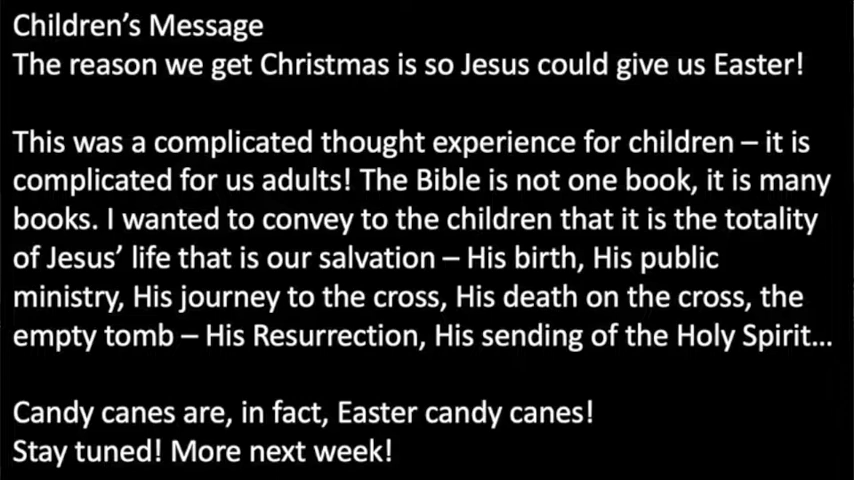 Children’s Message
The reason we get Christmas is so Jesus could give us Easter!
This was a complicated thought experience for children – it is
complicated for us adults! The Bible is not one book, it is many
books. I wanted to convey to the children that it is the totality
of Jesus’ life that is our salvation – His birth, His public
ministry, His journey to the cross, His death on the cross, the
empty tomb – His Resurrection, His sending of the Holy Spirit…
Candy canes are, in fact, Easter candy canes!
Stay tuned! More next week!